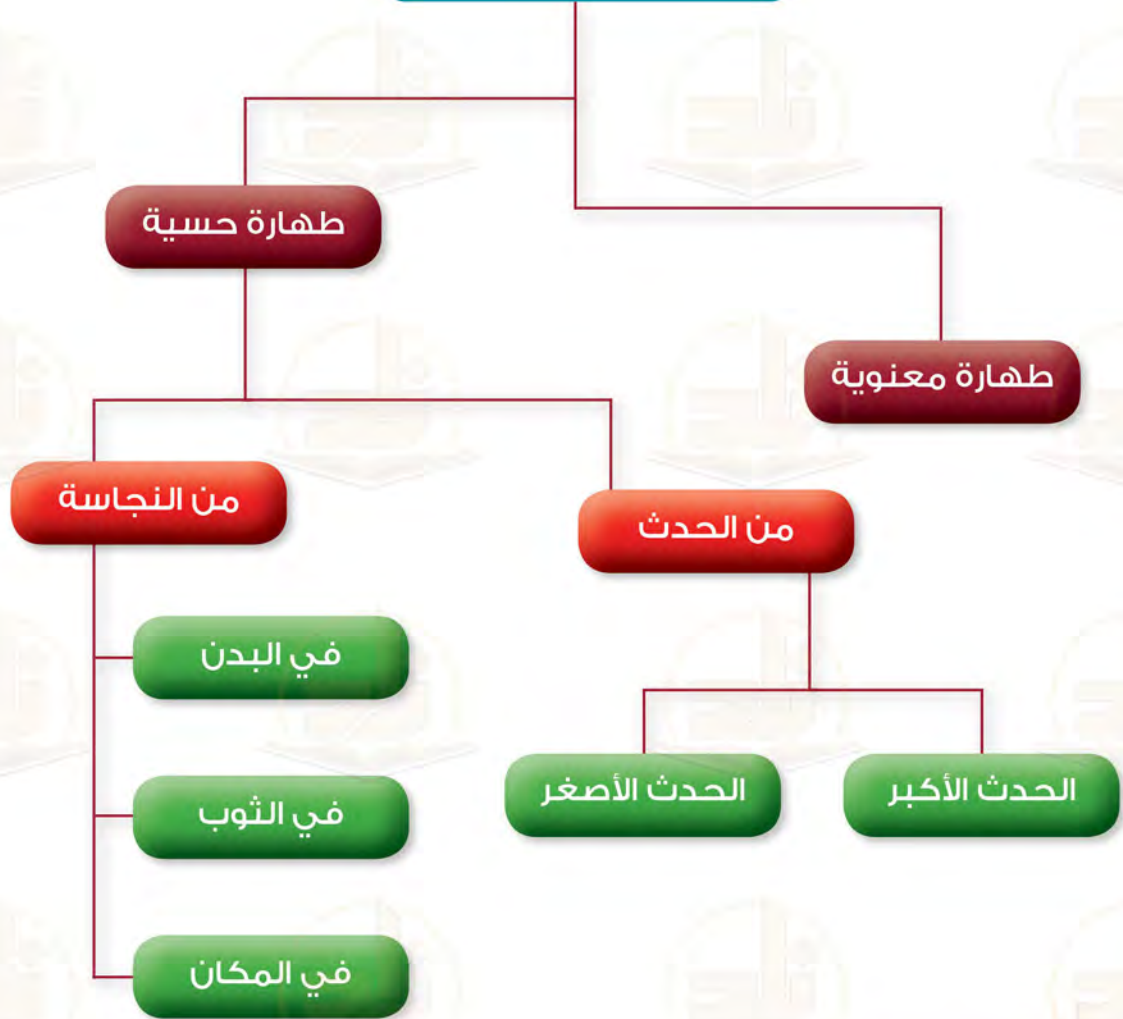 طهارة حسية
طهارة معنوية
من النجاسة
من الحدث
في البدن
الحدث الأكبر
الحدث الأصغر
في الثوب
في المكان